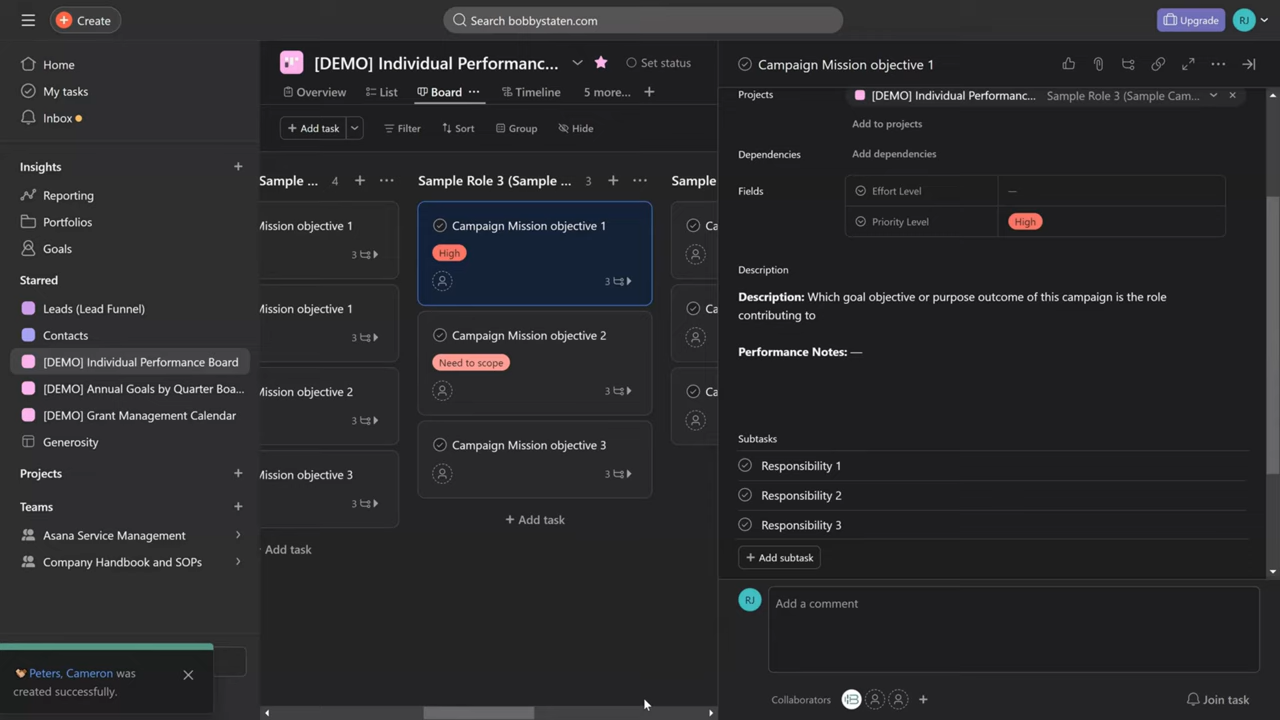 Create
Search bobbystaten.com
Upgrade
RJ
Home
My tasks
Inbox
Insights
Reporting
Portfolios
Goals
Starred
Leads (Lead Funnel)
Contacts
[DEMO] Individual Performance Board
[DEMO] Annual Goals by Quarter Boa...
[DEMO] Grant Management Calendar
Generosity
Projects
Teams
Asana Service Management
Company Handbook and SOPs
Peters, Cameron was
created successfully.
[DEMO] Individual Performanc...
Set status
Overview
List
Board
Timeline
5 more...
Add task
Filter
Sort
Group
Hide
Sample ... 4
Mission objective 1
3
Mission objective 1
3
Mission objective 2
3
Mission objective 3
3
Add task
Sample Role 3 (Sample ... 3
Campaign Mission objective 1
High
3
Campaign Mission objective 2
Need to scope
3
Campaign Mission objective 3
3
+ Add task
Sample
Ca
Ca
Ca
Campaign Mission objective 1
Projects
[DEMO] Individual Performanc...
Sample Role 3 (Sample Cam...
Add to projects
Dependencies
Add dependencies
Fields
Effort Level
—
Priority Level
High
Description
Description: Which goal objective or purpose outcome of this campaign is the role
contributing to
Performance Notes: —
Subtasks
Responsibility 1
Responsibility 2
Responsibility 3
+ Add subtask
RJ
Add a comment
Collaborators
Join task